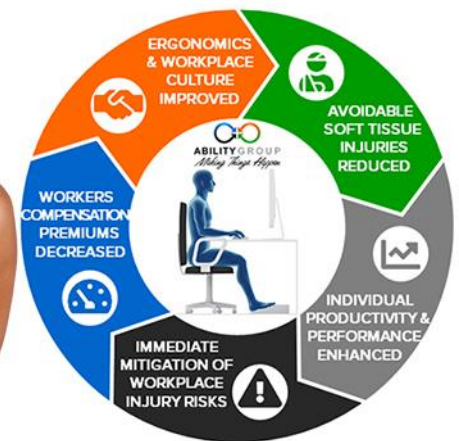 ERGONOMICS
& WORKPLACE
CULTURE
IMPROVED
AVOIDABLE
SOFT TISSUE
INJURIES
REDUCED
ABILITY GROUP
Making Things Happen
WORKERS
COMPENSATION
PREMIUMS
DECREASED
INDIVIDUAL
PRODUCTIVITY &
PERFORMANCE
ENHANCED
IMMEDIATE
MITIGATION OF
WORKPLACE
INJURY RISKS